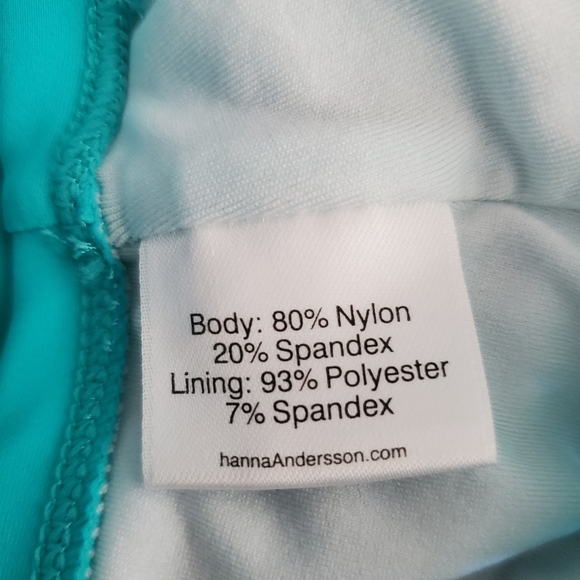 Body: 80% Nylon
20% Spandex
Lining: 93% Polyester
7% Spandex
hannaAndersson.com